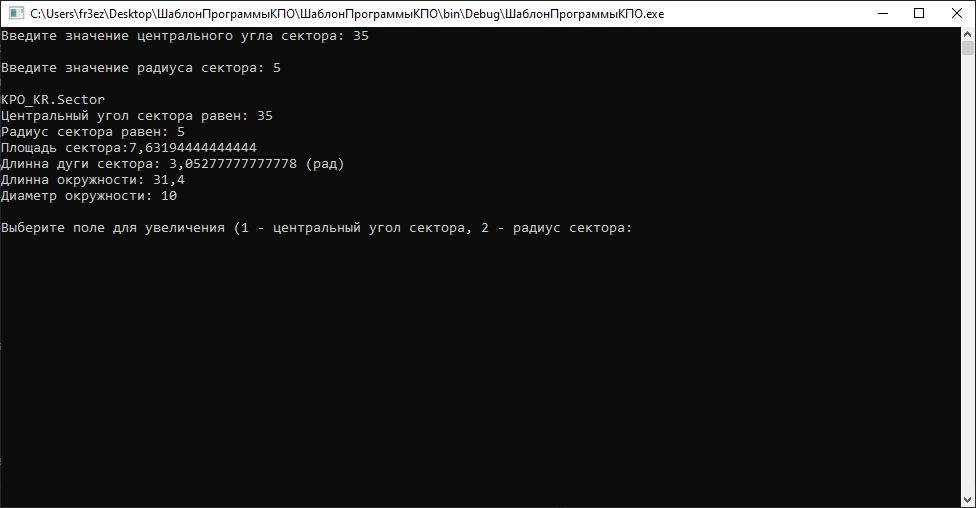 C:\Users\fr3ez\Desktop\ШаблонПрограммыКПО\ШаблонПрограммыКПО\bin\Debug\ШаблонПрограммыКПО.exe
Введите значение центрального угла сектора: 35
Введите значение радиуса сектора: 5
KPO_KR.Sector
Центральный угол сектора равен: 35
Радиус сектора равен: 5
Площадь сектора:7,63194444444444
Длинна дуги сектора: 3,05277777777778 (рад)
Длинна окружности: 31,4
Диаметр окружности: 10
Выберите поле для увеличения (1 - центральный угол сектора, 2 - радиус сектора: